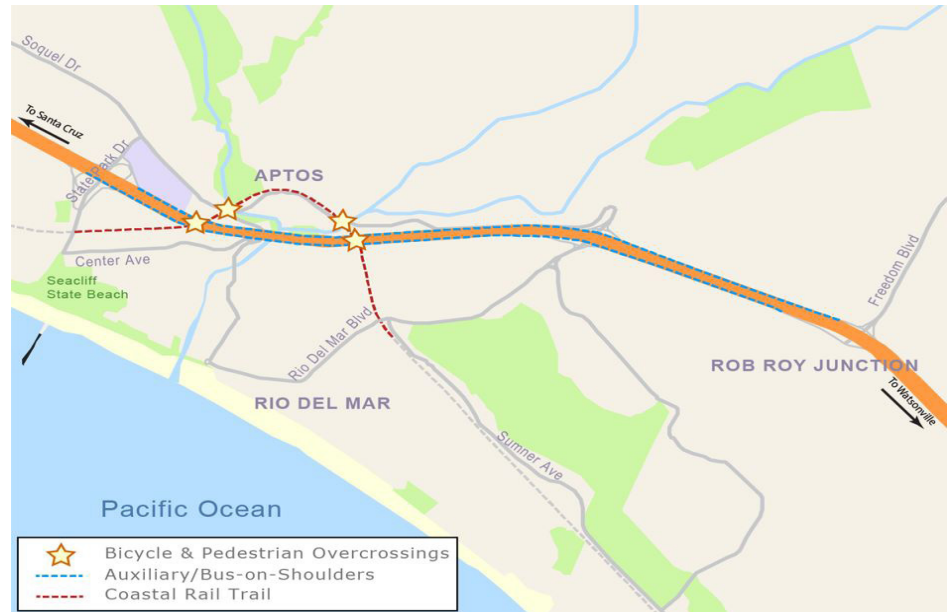 Soquel Dr
To Santa Cruz
State Park Dr
APTOS
Center Ave
Seacliff
State Beach
Freedom Blvd
Rio Del Mar Blvd
ROB ROY JUNCTION
To Watsonville
RIO DEL MAR
Sumner Ave
Pacific Ocean
Bicycle & Pedestrian Overcrossings
Auxiliary/Bus-on-Shoulders
Coastal Rail Trail